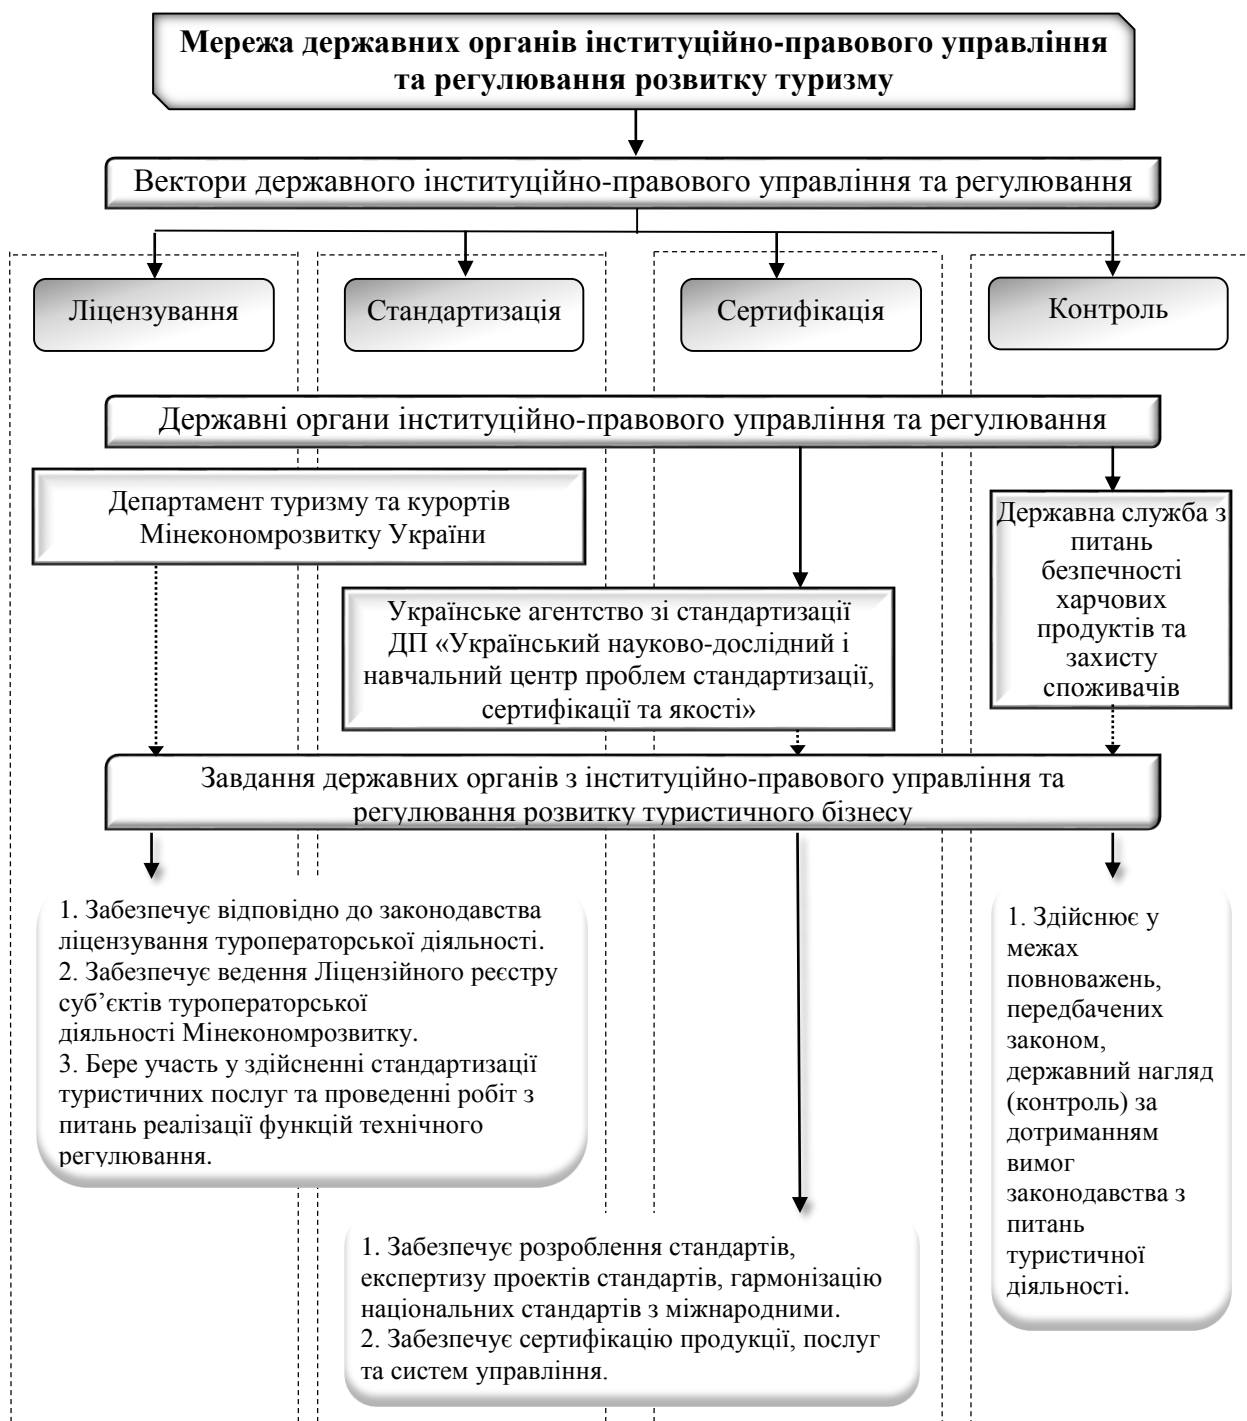 Мережа державних органів інституційно-правового управління
та регулювання розвитку туризму
Вектори державного інституційно-правового управління та регулювання
Ліцензування
Стандартизація
Сертифікація
Контроль
Державні органи інституційно-правового управління та регулювання
Департамент туризму та курортів
Мінекономрозвитку України
Українське агентство зі стандартизації
ДП «Український науково-дослідний і
навчальний центр проблем стандартизації,
сертифікації та якості»
Державна служба з
питань
безпечності
харчових
продуктів та
захисту
споживачів
Завдання державних органів з інституційно-правового управління та
регулювання розвитку туристичного бізнесу
1. Забезпечує відповідно до законодавства
ліцензування туроператорської діяльності.
2. Забезпечує ведення Ліцензійного реєстру
суб’єктів туроператорської
діяльності Мінекономрозвитку.
3. Бере участь у здійсненні стандартизації
туристичних послуг та проведенні робіт з
питань реалізації функцій технічного
регулювання.
1. Забезпечує розроблення стандартів,
експертизу проектів стандартів, гармонізацію
національних стандартів з міжнародними.
2. Забезпечує сертифікацію продукції, послуг
та систем управління.
1. Здійснює у
межах
повноважень,
передбачених
законом,
державний нагляд
(контроль) за
дотриманням
вимог
законодавства з
питань
туристичної
діяльності.